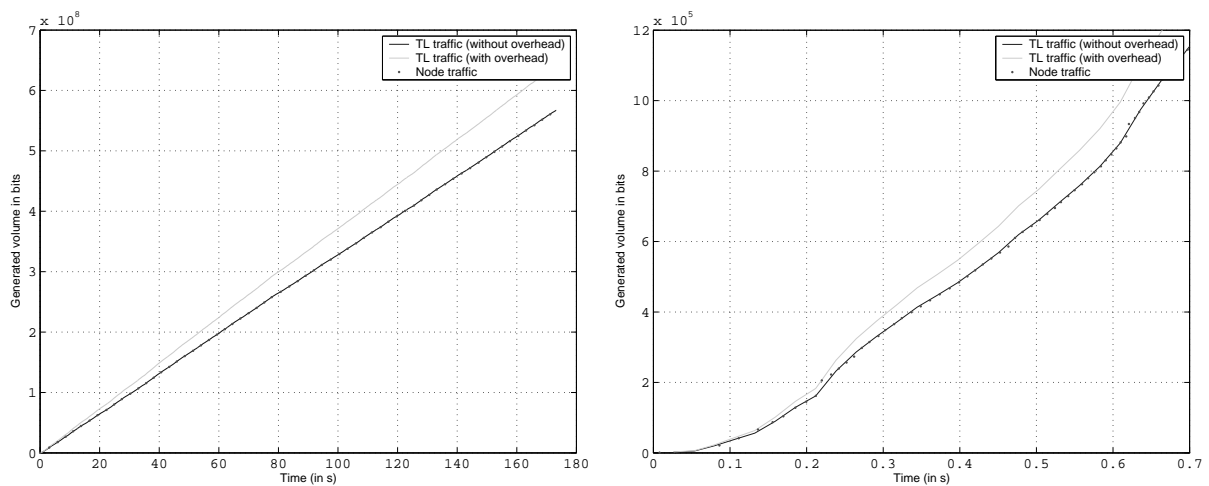 x 10^8
7
6
5
4
3
2
1
0
Generated volume in bits
TL traffic (without overhead)
TL traffic (with overhead)
Node traffic
0 20 40 60 80 100 120 140 160 180
Time (in s)
x 10^5
12
10
8
6
4
2
0
Generated volume in bits
TL traffic (without overhead)
TL traffic (with overhead)
Node traffic
0 0.1 0.2 0.3 0.4 0.5 0.6 0.7
Time (in s)